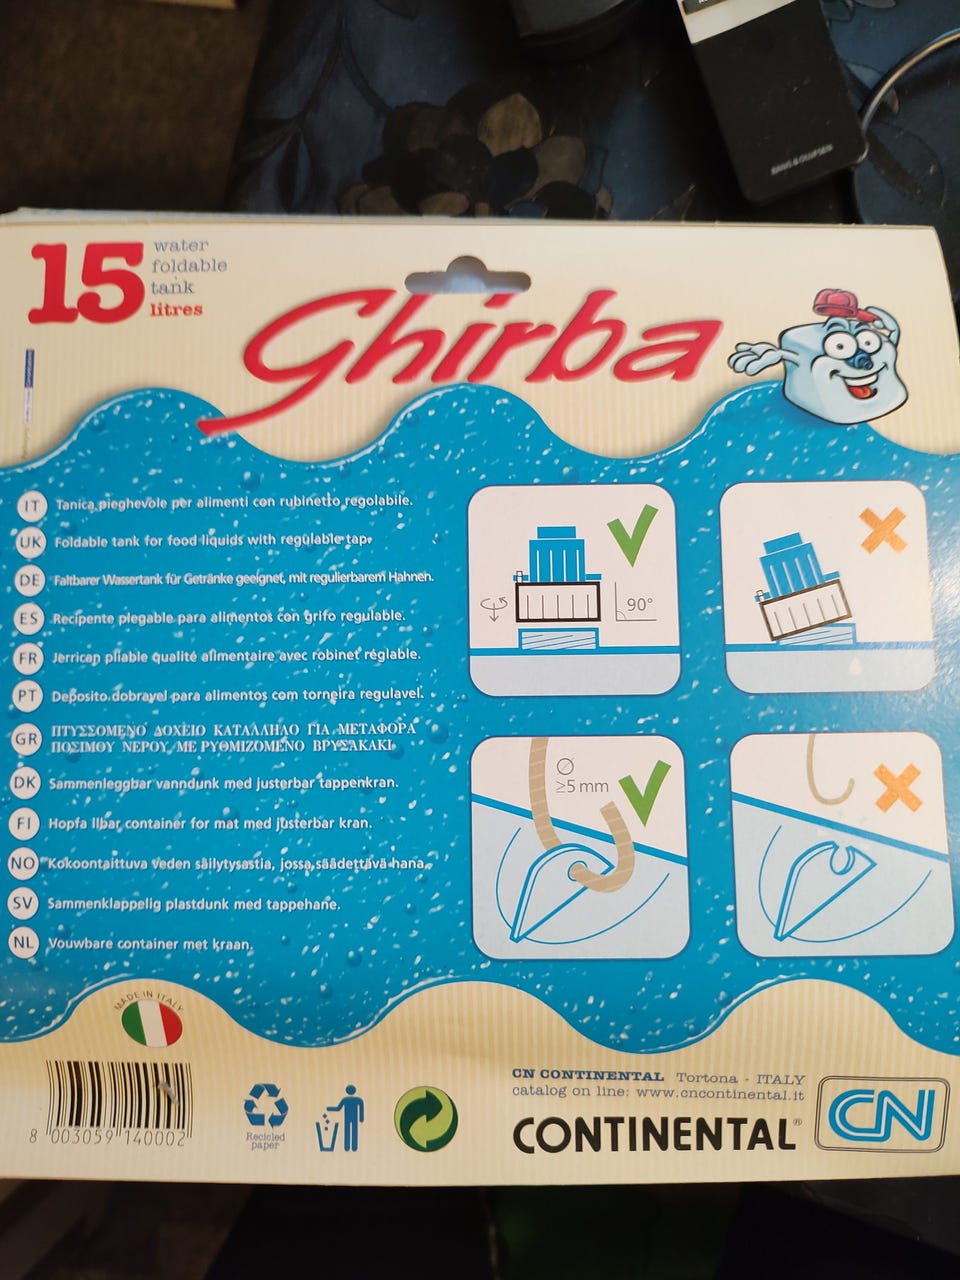 BANG & OLUFSEN
15
water
foldable
tank
litres
Ghirba
IT Tanica pieghevole per alimenti con rubinetto regolabile.
UK Foldable tank for food liquids with regulable tap.
DE Faltbarer Wassertank für Getränke geeignet, mit regulierbarem Hahnen.
ES Recipente plegable para alimentos con grifo regulable.
FR Jerrican pliable qualité alimentaire avec robinet réglable.
PT Deposito dobravel para alimentos com torneira regulavel.
GR ΠΤΥΣΣΟΜΕΝΟ ΔΟΧΕΙΟ ΚΑΤΑΛΛΗΛΟ ΓΙΑ ΜΕΤΑΦΟΡΑ
ΠΟΣΙΜΟΥ ΝΕΡΟΥ, ΜΕ ΡΥΘΜΙΖΟΜΕΝΟ ΒΡΥΣΑΚΑΚΙ
DK Sammenleggbar vanndunk med justerbar tappenkran.
FI Hopfa llbar container for mat med justerbar kran.
NO Kokoontaittuva veden säilytysastia, jossa säädettävä hana.
SV Sammenklappelig plastdunk med tappehane.
NL Vouwbare container met kraan.
90°
Ø
≥5 mm
MADE IN ITALY
8 003059 140002
Recicled
paper
CN CONTINENTAL Tortona - ITALY
catalog on line: www.cncontinental.it
CONTINENTAL®
CN